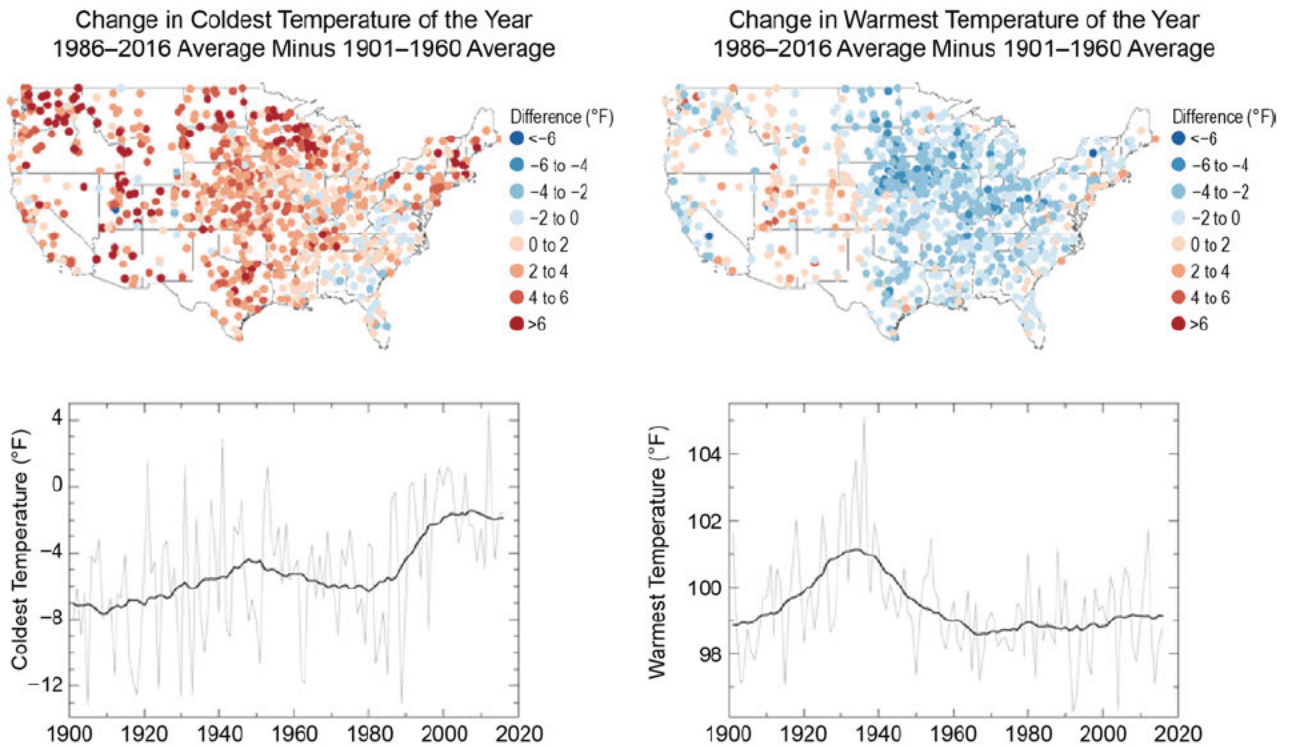 Change in Coldest Temperature of the Year
1986–2016 Average Minus 1901–1960 Average
Difference (°F)
<-6
-6 to -4
-4 to -2
-2 to 0
0 to 2
2 to 4
4 to 6
>6
Change in Warmest Temperature of the Year
1986–2016 Average Minus 1901–1960 Average
Difference (°F)
<-6
-6 to -4
-4 to -2
-2 to 0
0 to 2
2 to 4
4 to 6
>6
Coldest Temperature (°F)
4
0
-4
-8
-12
1900 1920 1940 1960 1980 2000 2020
Warmest Temperature (°F)
104
102
100
98
1900 1920 1940 1960 1980 2000 2020